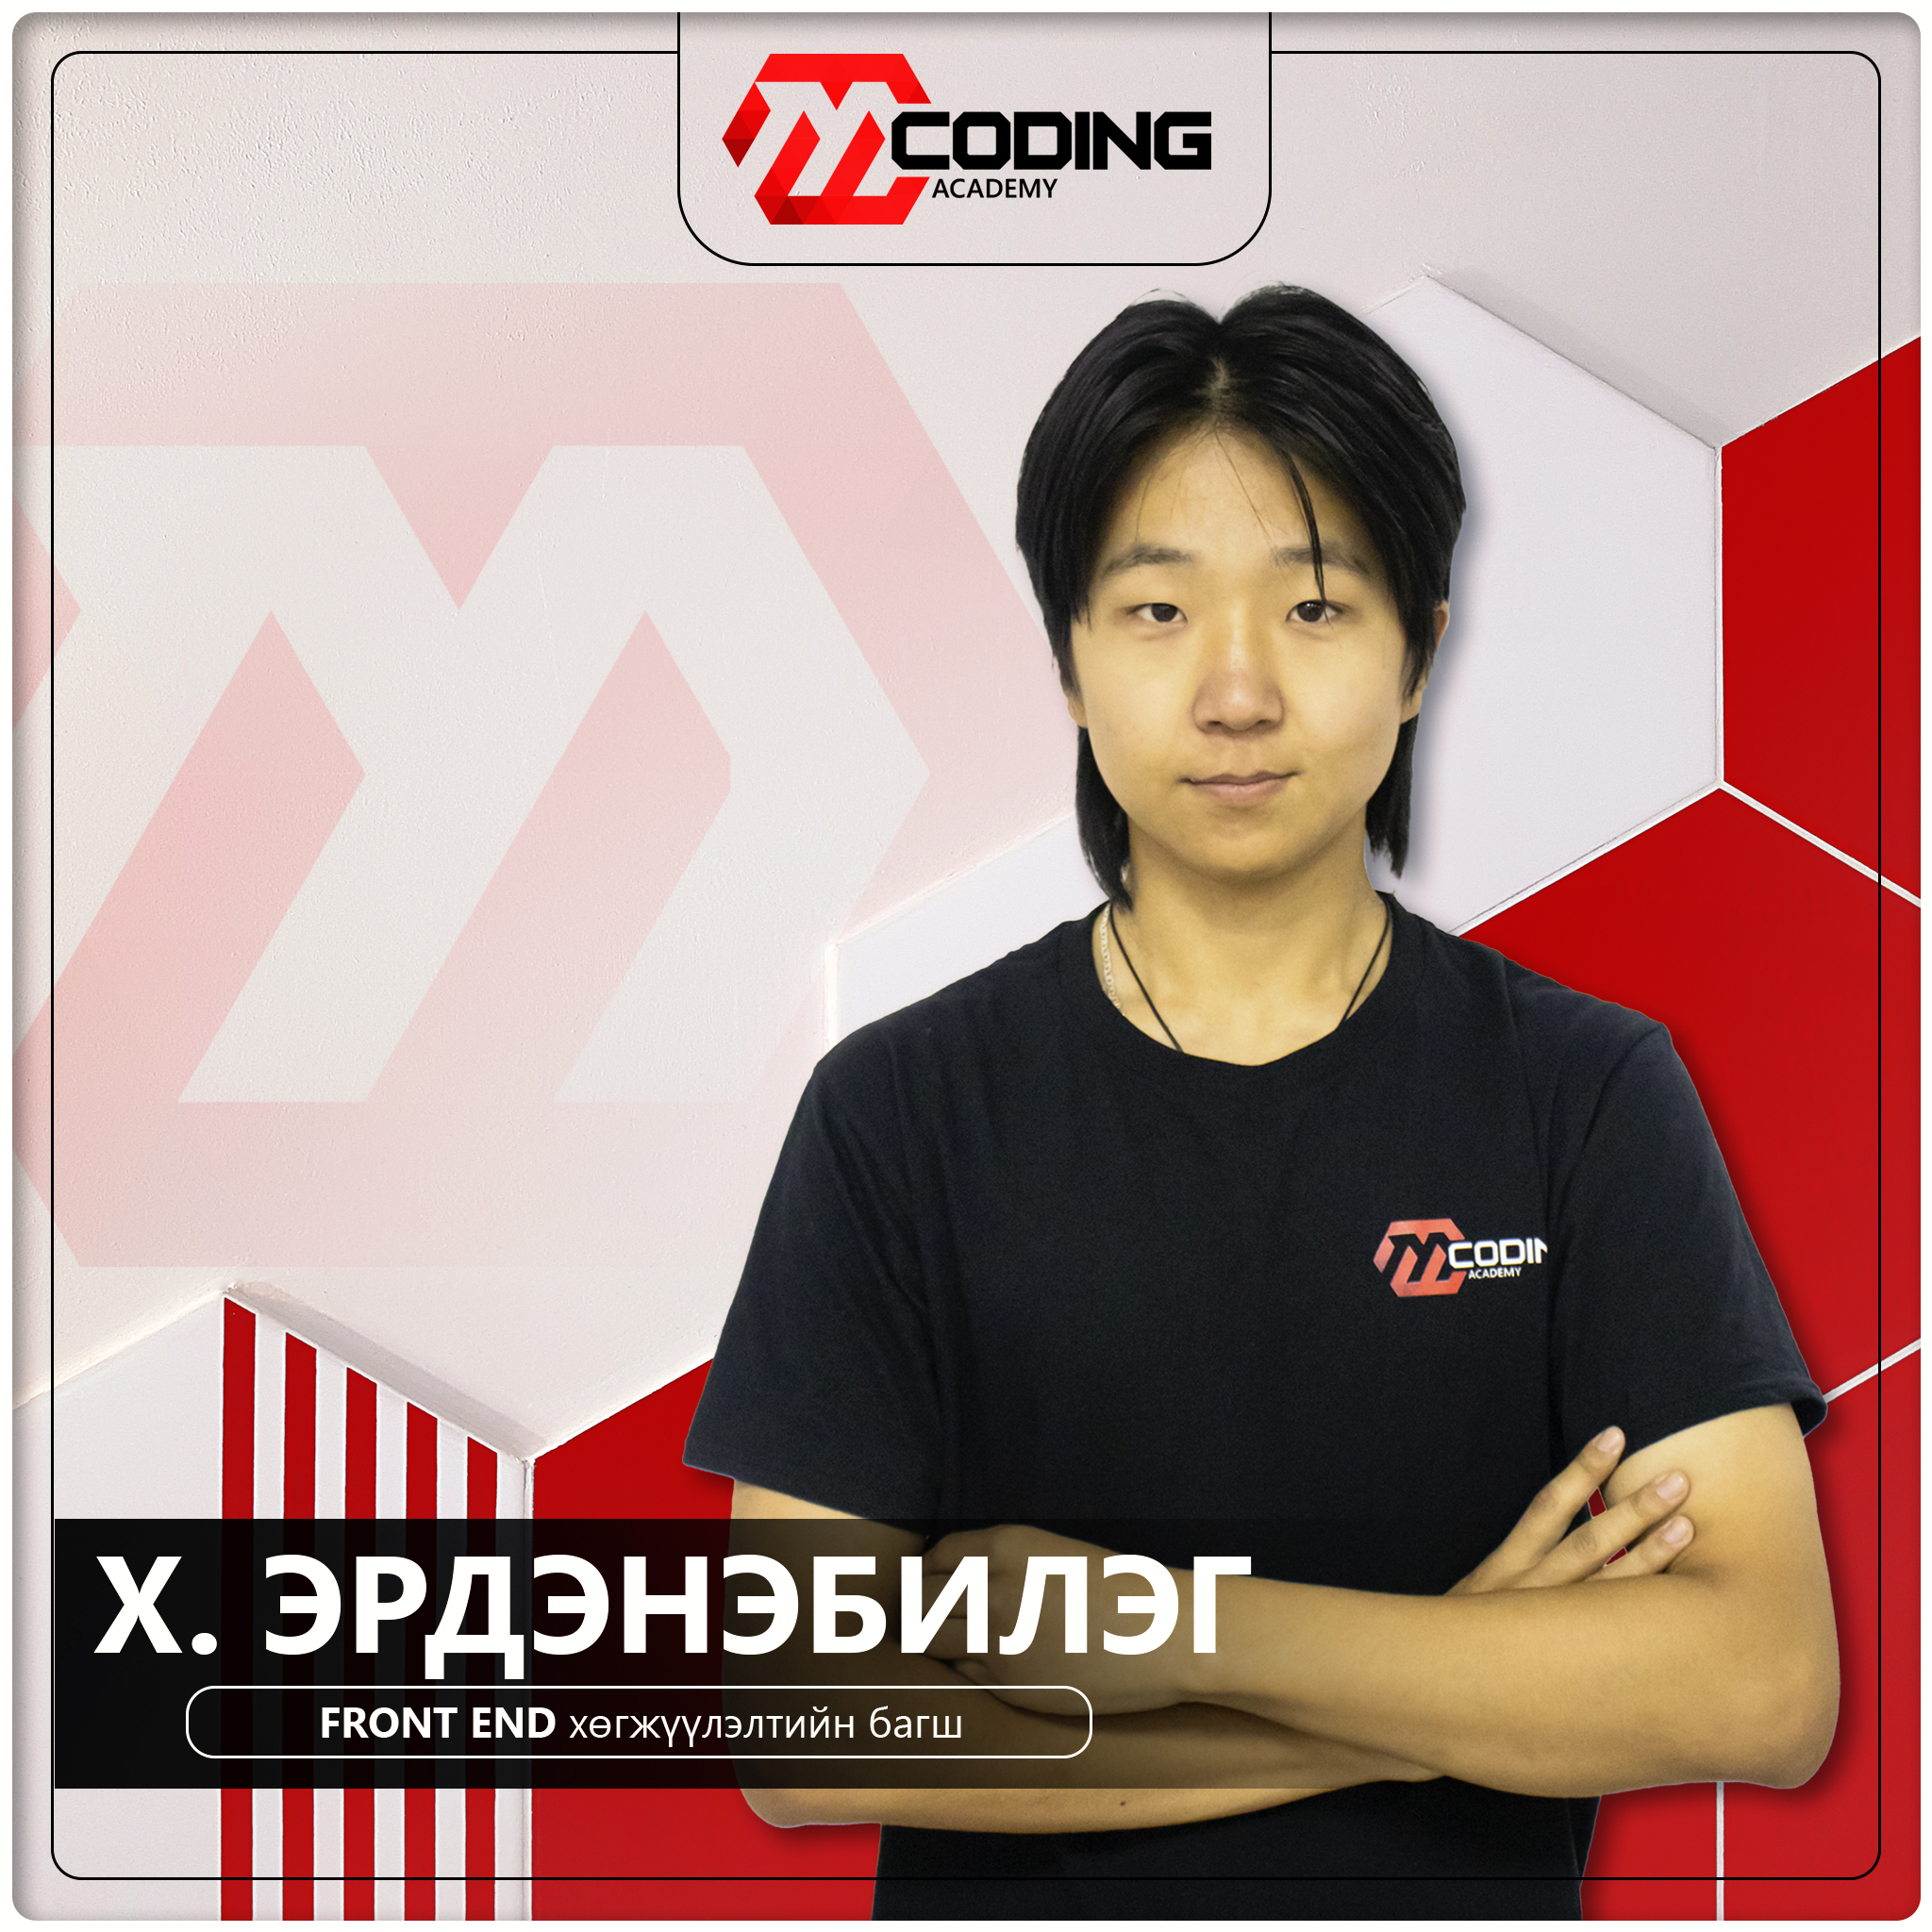 CODING
ACADEMY
CODIN
ACADEMY
Х. ЭРДЭНЭБИЛЭГ
FRONT END хөгжүүлэлтийн багш